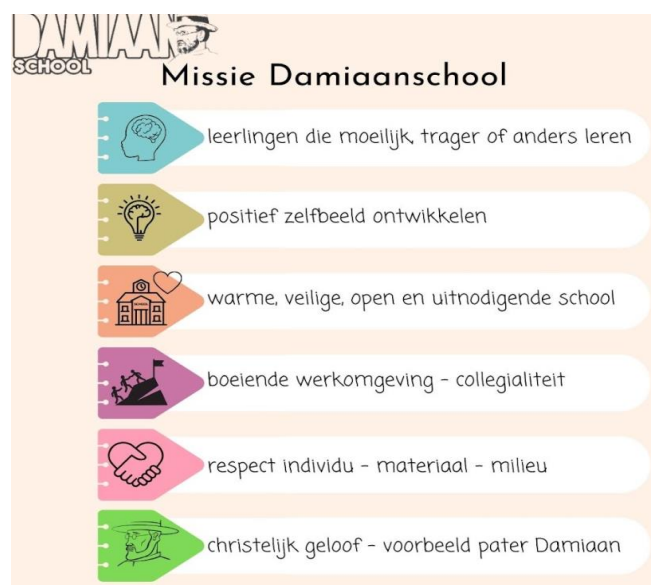 DAMIAAN
SCHOOL
Missie Damiaanschool
leerlingen die moeilijk, trager of anders leren
positief zelfbeeld ontwikkelen
warme, veilige, open en uitnodigende school
boeiende werkomgeving - collegialiteit
respect individu - materiaal - milieu
christelijk geloof - voorbeeld pater Damiaan